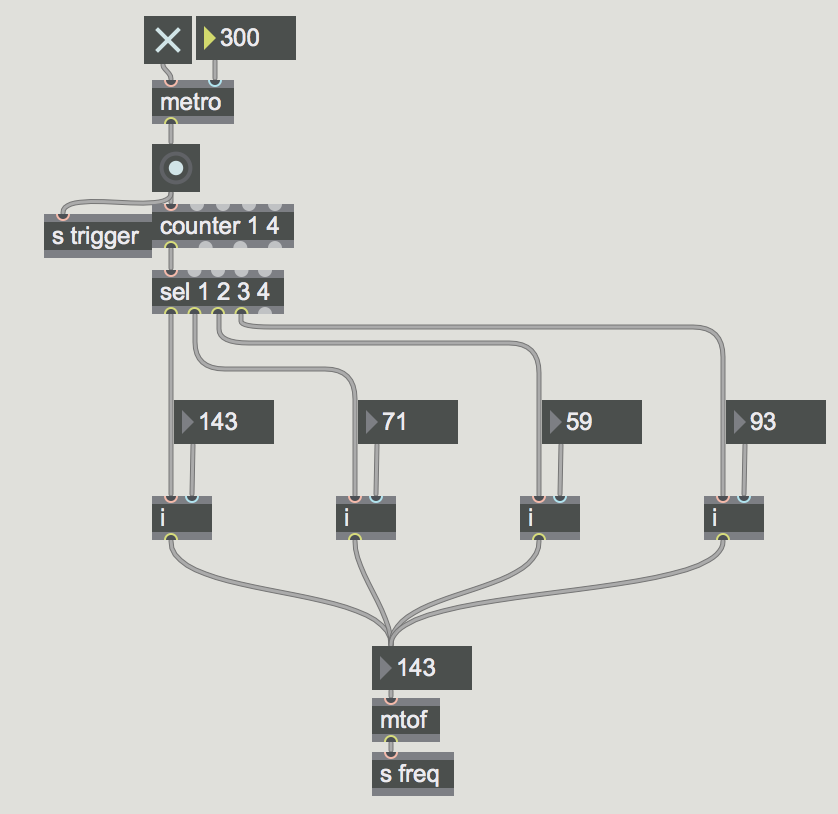 300
metro
s trigger
counter 1 4
sel 1 2 3 4
143
71
59
93
i
i
i
i
143
mtof
s freq